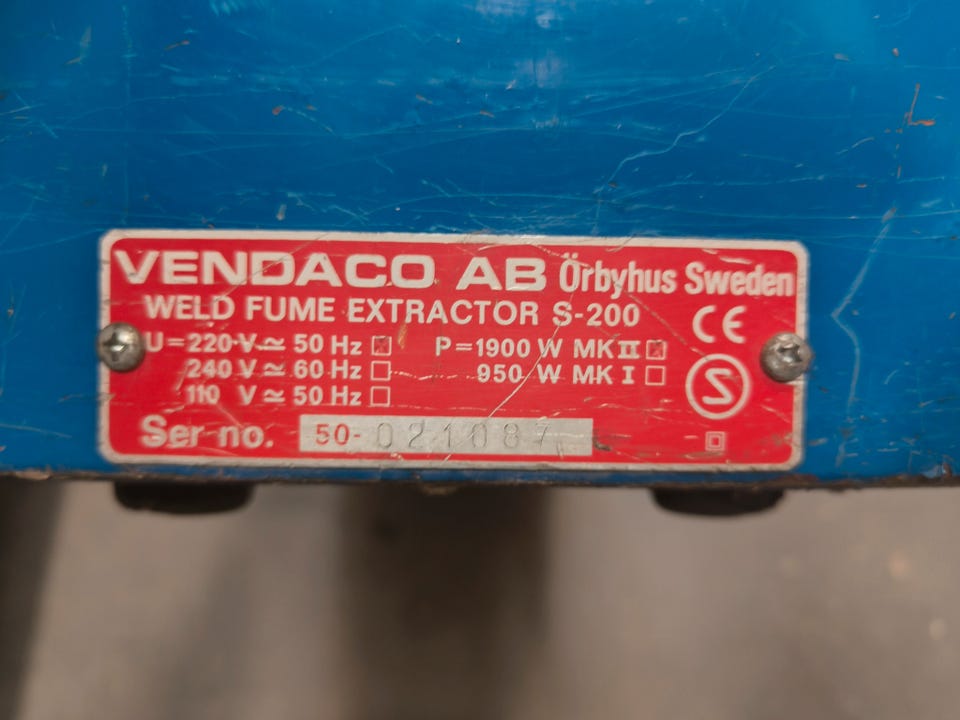 VENDACO AB Örbyhus Sweden
WELD FUME EXTRACTOR S-200
U=220 V ≃ 50 Hz ☒ P=1900 W MK II ☒
240 V ≃ 60 Hz ☐ 950 W MK I ☐
110 V ≃ 50 Hz ☐
CE
S
Ser no. 50-021087